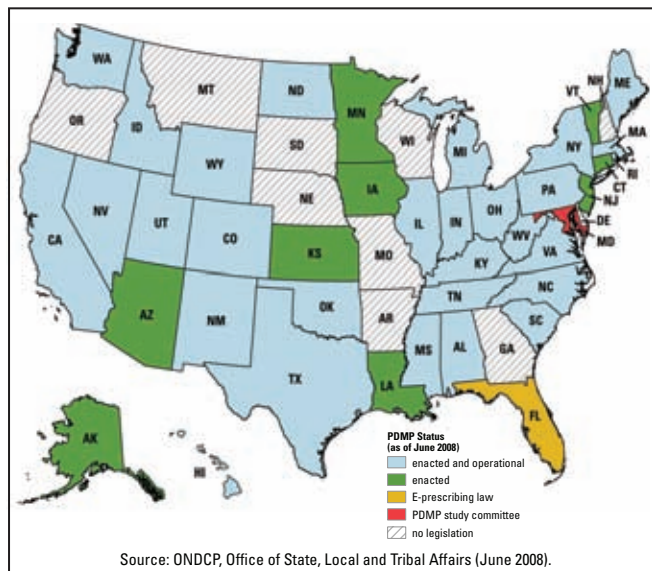 WA
MT
ND
MN
OR
ID
SD
WI
MI
WY
NE
IA
NV
UT
CO
CA
KS
MO
IL
IN
OH
PA
NY
VT
NH
ME
MA
RI
CT
NJ
DE
MD
WV
VA
KY
NC
TN
SC
AZ
NM
OK
AR
TX
LA
MS
AL
GA
FL
AK
HI
PDMP Status
(as of June 2008)
enacted and operational
enacted
E-prescribing law
PDMP study committee
no legislation
Source: ONDCP, Office of State, Local and Tribal Affairs (June 2008).